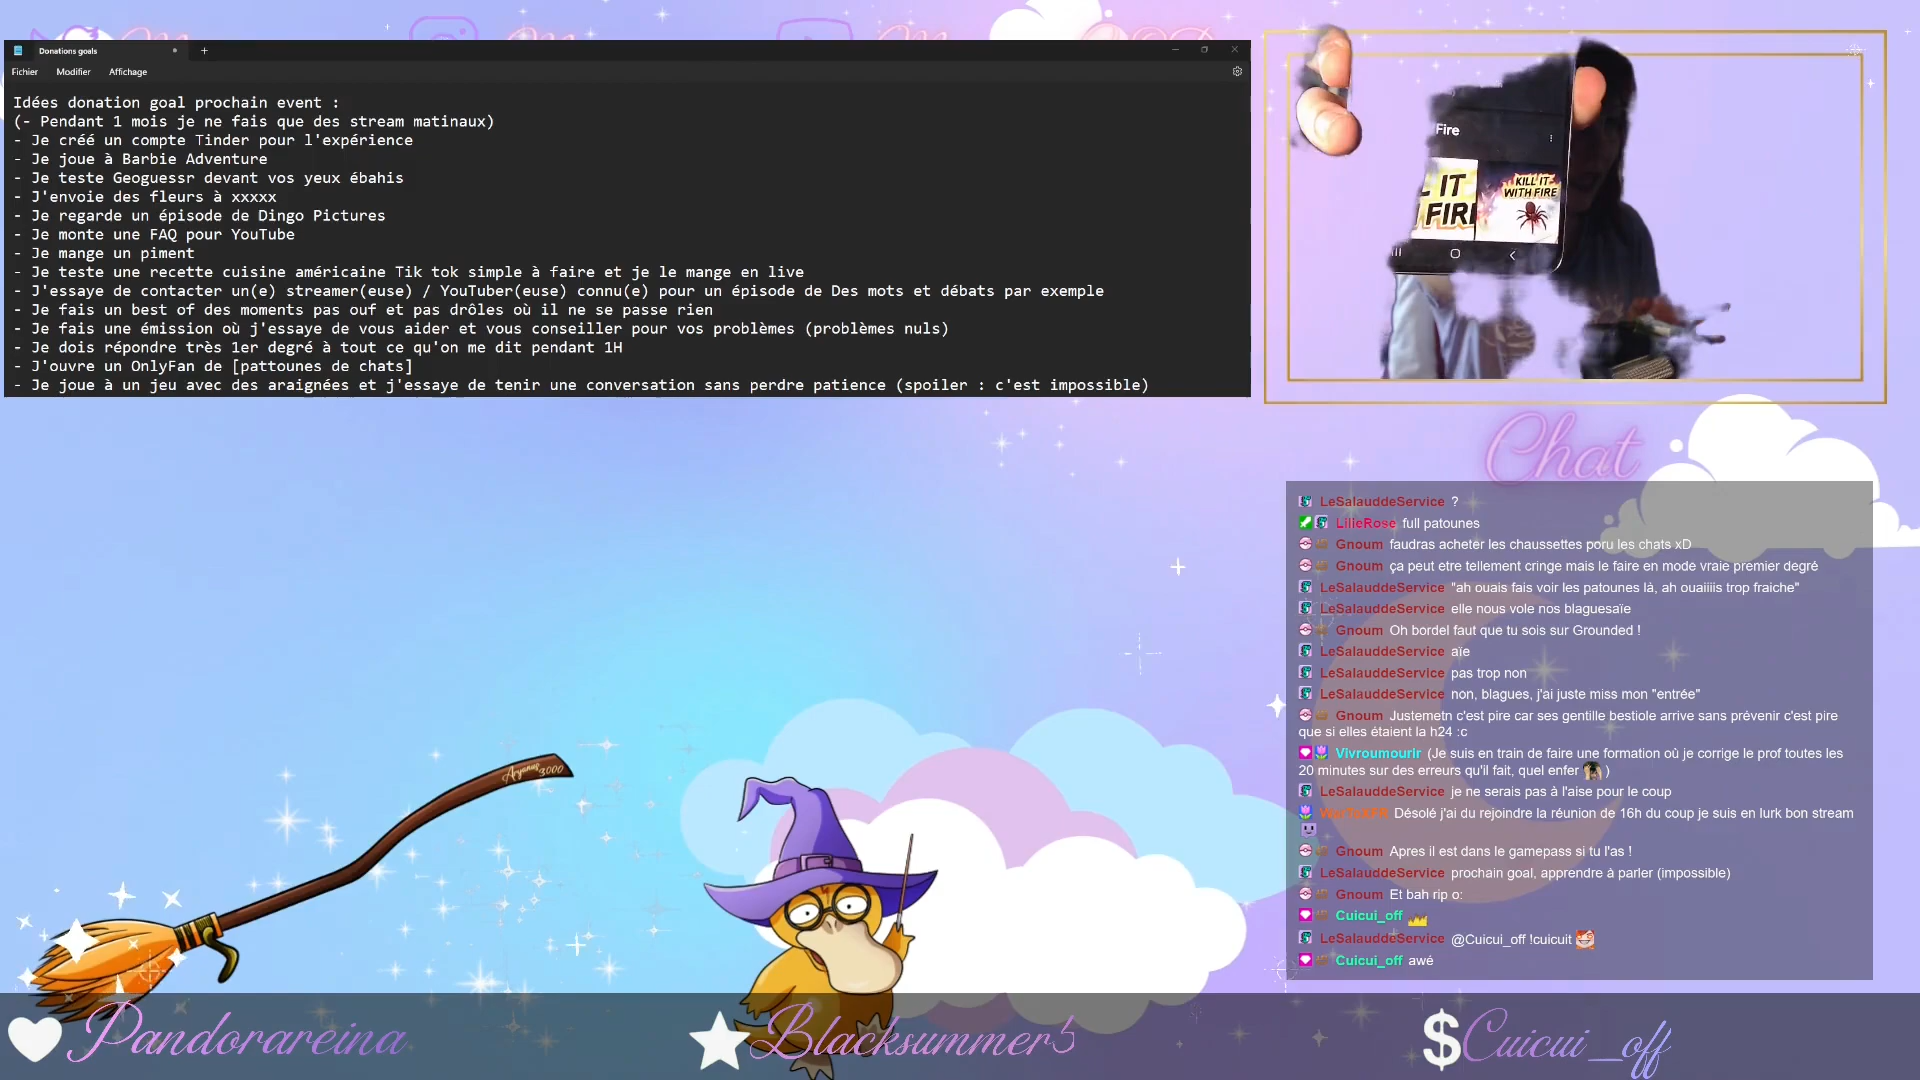 Donations goals
Fichier Modifier Affichage
Idées donation goal prochain event :
(- Pendant 1 mois je ne fais que des stream matinaux)
- Je créé un compte Tinder pour l'expérience
- Je joue à Barbie Adventure
- Je teste Geoguessr devant vos yeux ébahis
- J'envoie des fleurs à xxxxx
- Je regarde un épisode de Dingo Pictures
- Je monte une FAQ pour YouTube
- Je mange un piment
- Je teste une recette cuisine américaine Tik tok simple à faire et je le mange en live
- J'essaye de contacter un(e) streamer(euse) / YouTuber(euse) connu(e) pour un épisode de Des mots et débats par exemple
- Je fais un best of des moments pas ouf et pas drôles où il ne se passe rien
- Je fais une émission où j'essaye de vous aider et vous conseiller pour vos problèmes (problèmes nuls)
- Je dois répondre très 1er degré à tout ce qu'on me dit pendant 1H
- J'ouvre un OnlyFan de [pattounes de chats]
- Je joue à un jeu avec des araignées et j'essaye de tenir une conversation sans perdre patience (spoiler : c'est impossible)
Fire
L IT
FIRE
KILL IT
WITH FIRE
Chat
LeSalauddeService ?
LilieRose full patounes
Gnoum faudras acheter les chaussettes poru les chats xD
Gnoum ça peut etre tellement cringe mais le faire en mode vraie premier degré
LeSalauddeService "ah ouais fais voir les patounes là, ah ouaiiiis trop fraiche"
LeSalauddeService elle nous vole nos blaguesaïe
Gnoum Oh bordel faut que tu sois sur Grounded !
LeSalauddeService aïe
LeSalauddeService pas trop non
LeSalauddeService non, blagues, j'ai juste miss mon "entrée"
Gnoum Justemetn c'est pire car ses gentille bestiole arrive sans prévenir c'est pire
que si elles étaient la h24 :c
Vivroumourir (Je suis en train de faire une formation où je corrige le prof toutes les
20 minutes sur des erreurs qu'il fait, quel enfer )
LeSalauddeService je ne serais pas à l'aise pour le coup
Désolé j'ai du rejoindre la réunion de 16h du coup je suis en lurk bon stream
Gnoum Apres il est dans le gamepass si tu l'as !
LeSalauddeService prochain goal, apprendre à parler (impossible)
Gnoum Et bah rip o:
Cuicui_off
LeSalauddeService @Cuicui_off !cuicuit
Cuicui_off awé
Aryanus 3000
Pandorareina
Blacksummer5
$ Cuicui_off